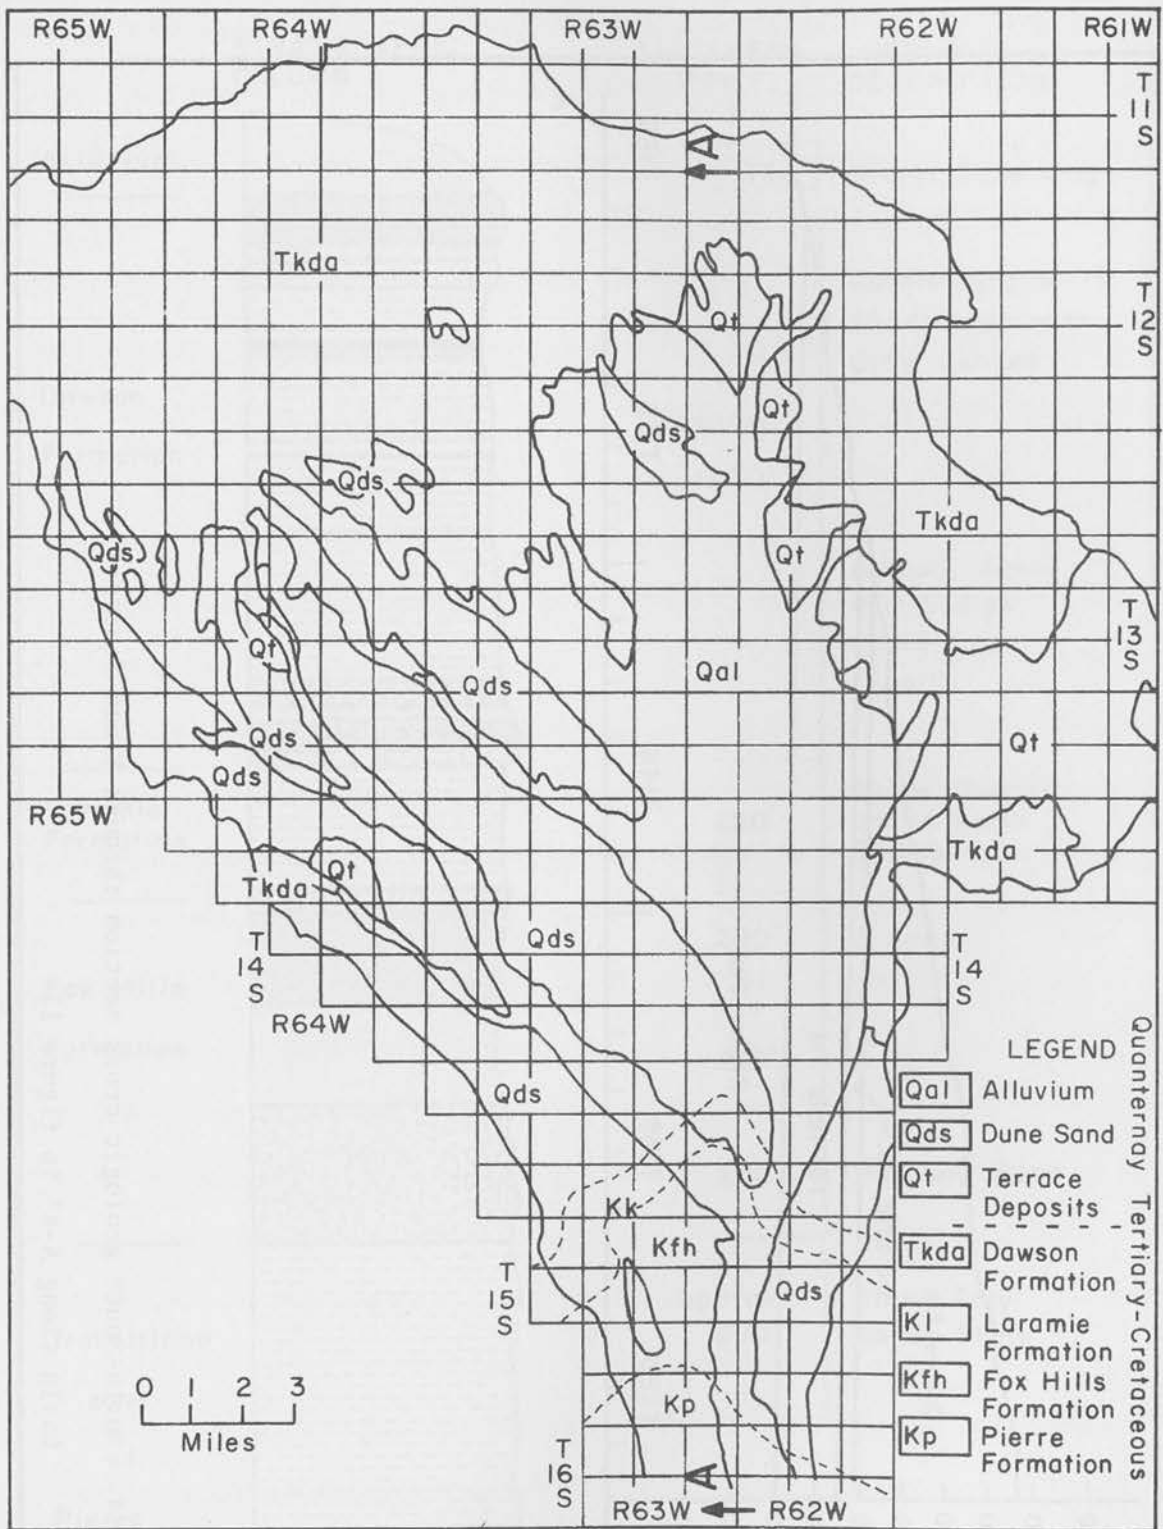 R65W R64W R63W R62W R61W
T
11
S
A
Tkda
T
12
S
Qt
Qt
Qds
Qds
Tkda
Qds
Qt
T
13
S
Qt
Qal
Qds
Qds
Qt
Qds
R65W
Tkda
Qt
Tkda
Qds
T
14
S
T
14
S
R64W
Qds
Kk
Kfh
T
15
S
Qds
Kp
T
16
S
A
R63W R62W
0 1 2 3
Miles
LEGEND
Qal Alluvium
Qds Dune Sand
Qt Terrace
Deposits
Tkda Dawson
Formation
Kl Laramie
Formation
Kfh Fox Hills
Formation
Kp Pierre
Formation
Quanternay Tertiary-Cretaceous